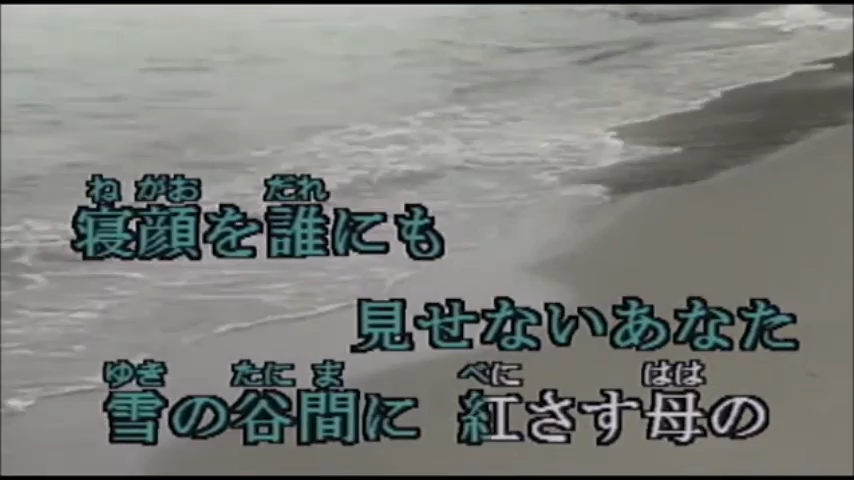 ね がお だれ
寝顔を誰にも
見せないあなた
ゆき たに ま べに はは
雪の谷間に 紅さす母の